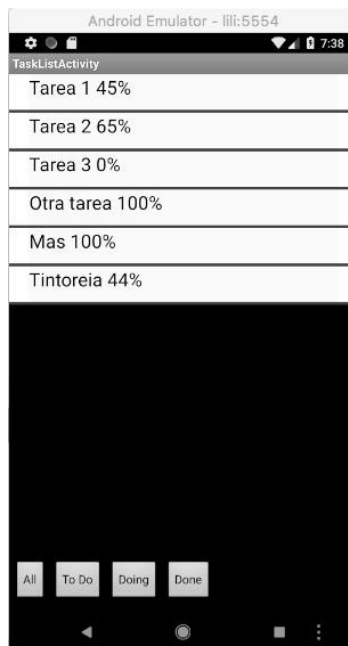 Android Emulator - lili:5554
7:38
TaskListActivity
Tarea 1 45%
Tarea 2 65%
Tarea 3 0%
Otra tarea 100%
Mas 100%
Tintoreia 44%
All To Do Doing Done